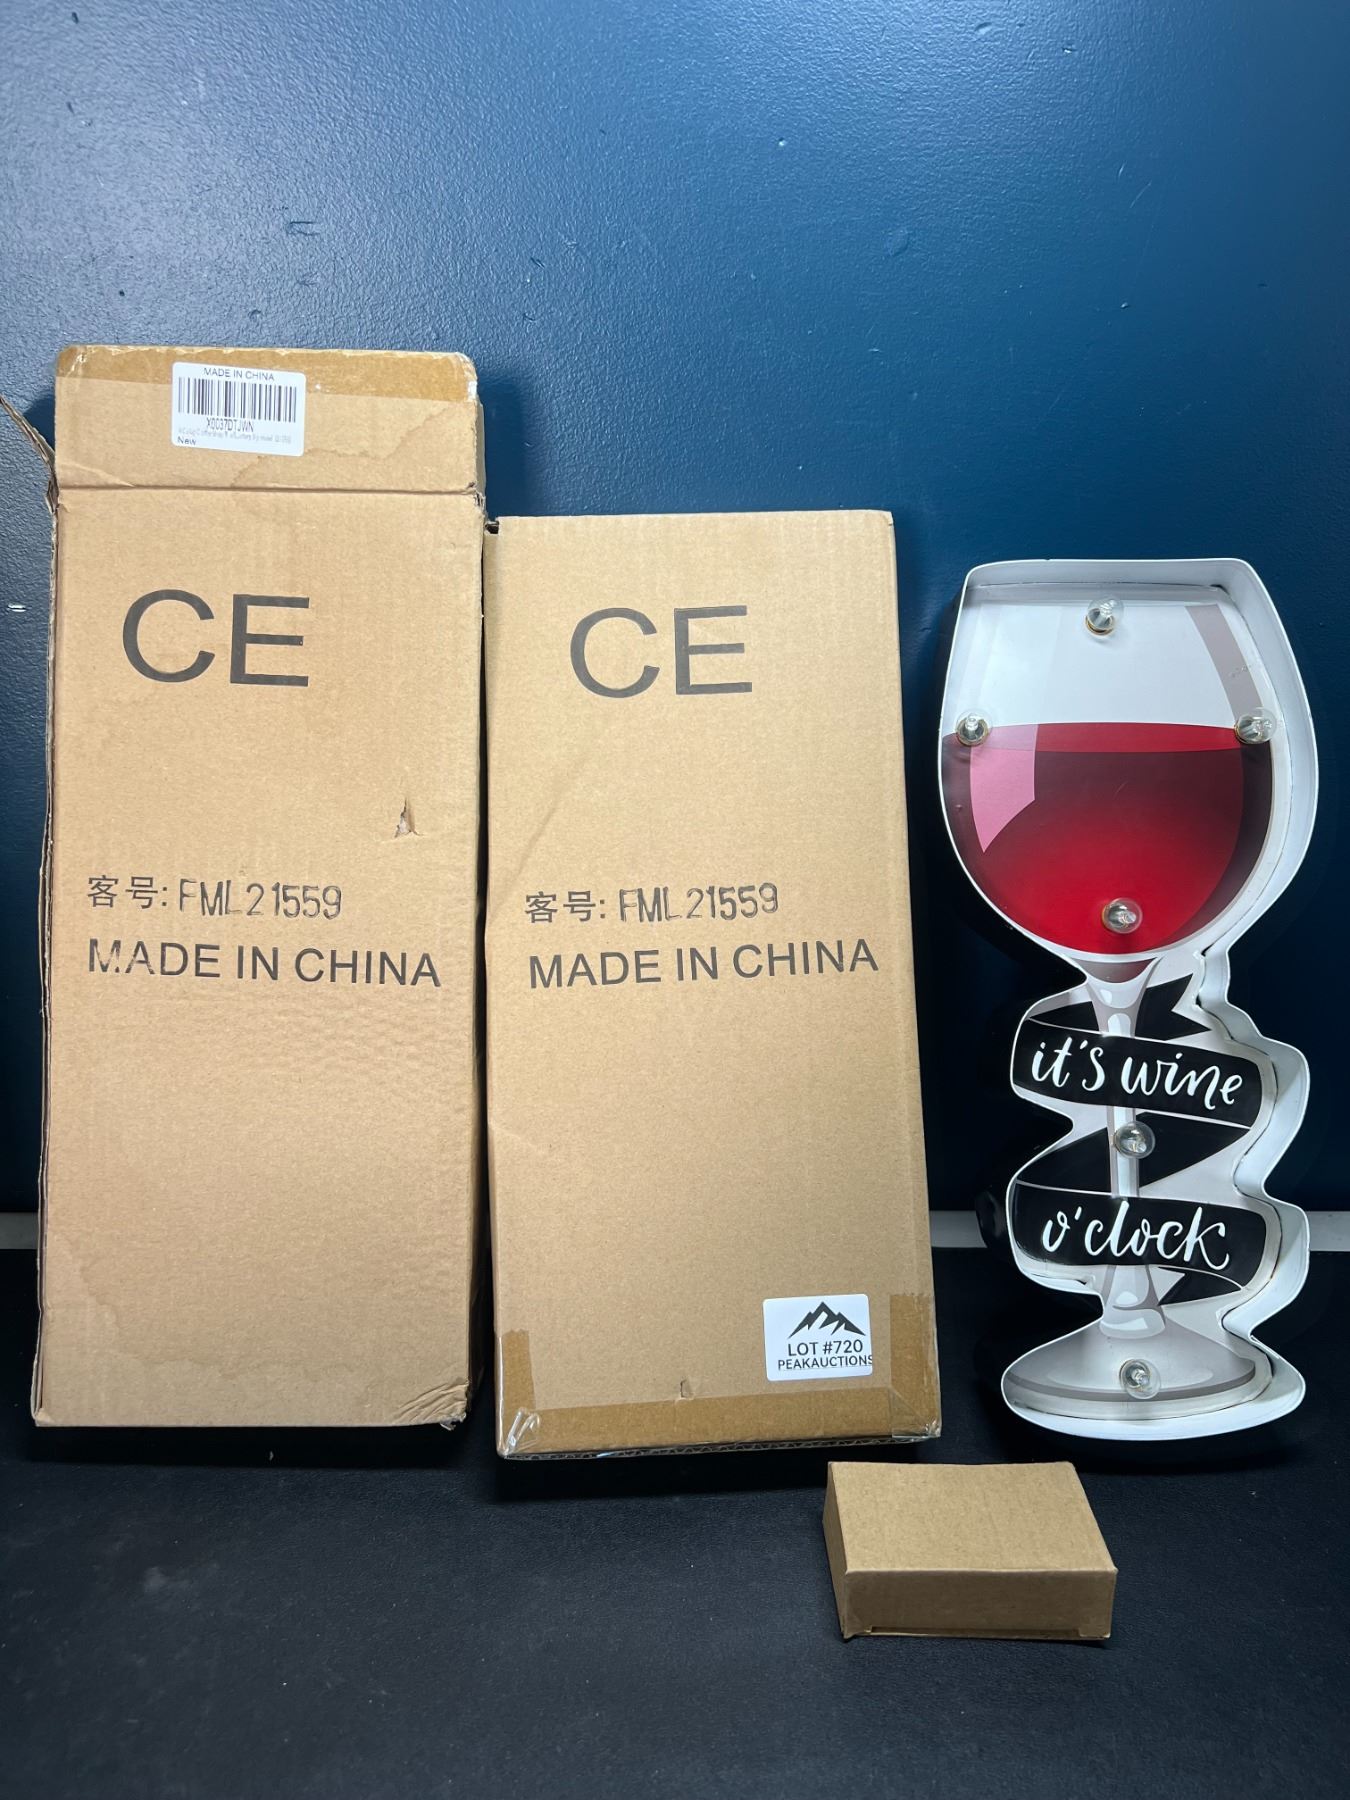 MADE IN CHINA
X0037DTJWN
New
CE
客号: FML21559
MADE IN CHINA
CE
客号: FML21559
MADE IN CHINA
LOT #720
PEAKAUCTIONS
it's wine
o'clock